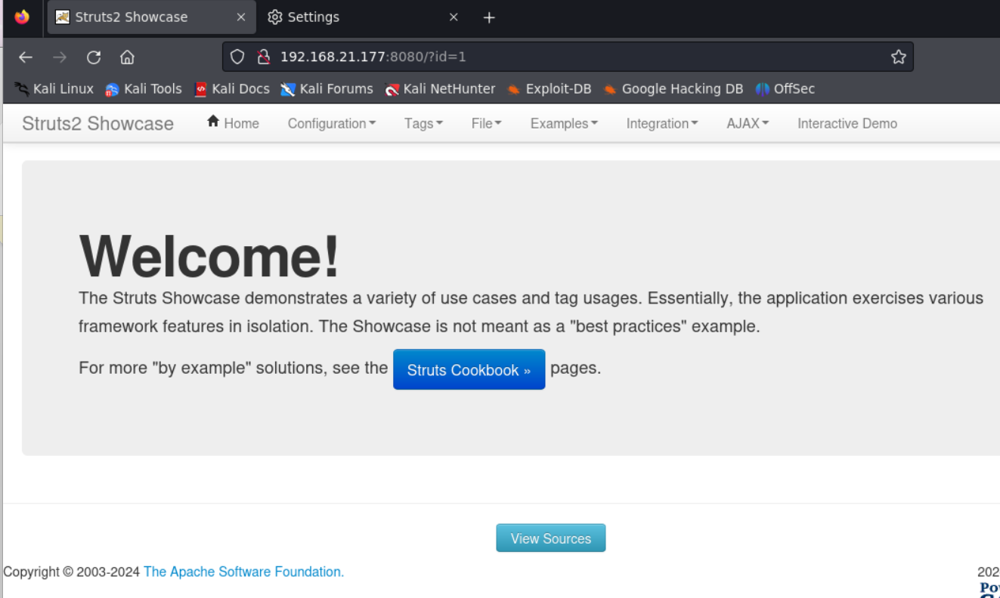 Struts2 Showcase
Settings
192.168.21.177:8080/?id=1
Kali Linux Kali Tools Kali Docs Kali Forums Kali NetHunter Exploit-DB Google Hacking DB OffSec
Struts2 Showcase Home Configuration Tags File Examples Integration AJAX Interactive Demo
Welcome!
The Struts Showcase demonstrates a variety of use cases and tag usages. Essentially, the application exercises various
framework features in isolation. The Showcase is not meant as a "best practices" example.
For more "by example" solutions, see the Struts Cookbook » pages.
View Sources
Copyright © 2003-2024 The Apache Software Foundation.
202
Po